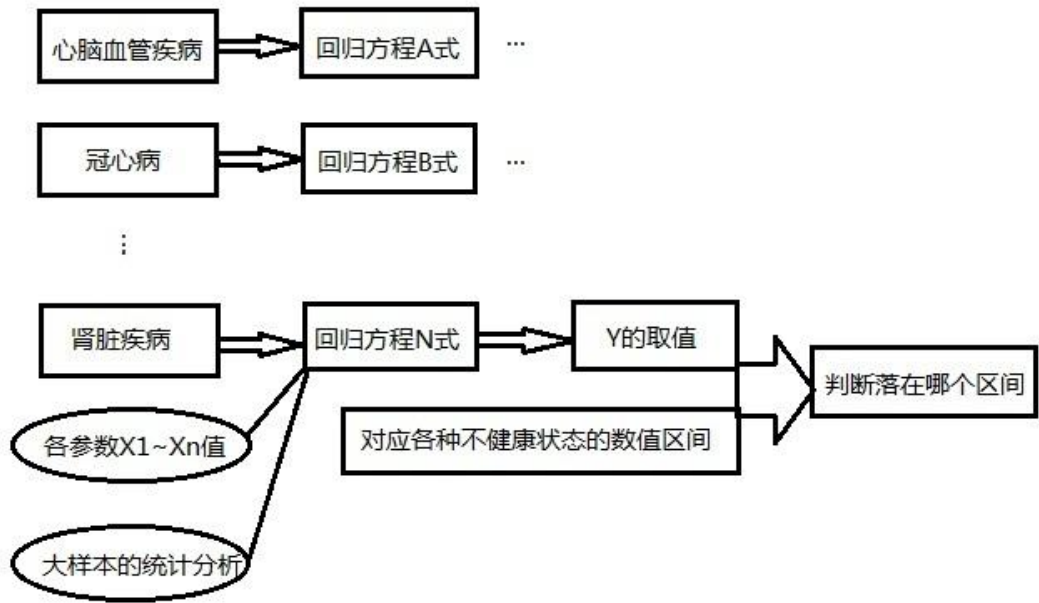 心脑血管疾病
回归方程A式
...
冠心病
回归方程B式
...
...
肾脏疾病
回归方程N式
Y的取值
判断落在哪个区间
各参数X1~Xn值
对应各种不健康状态的数值区间
大样本的统计分析